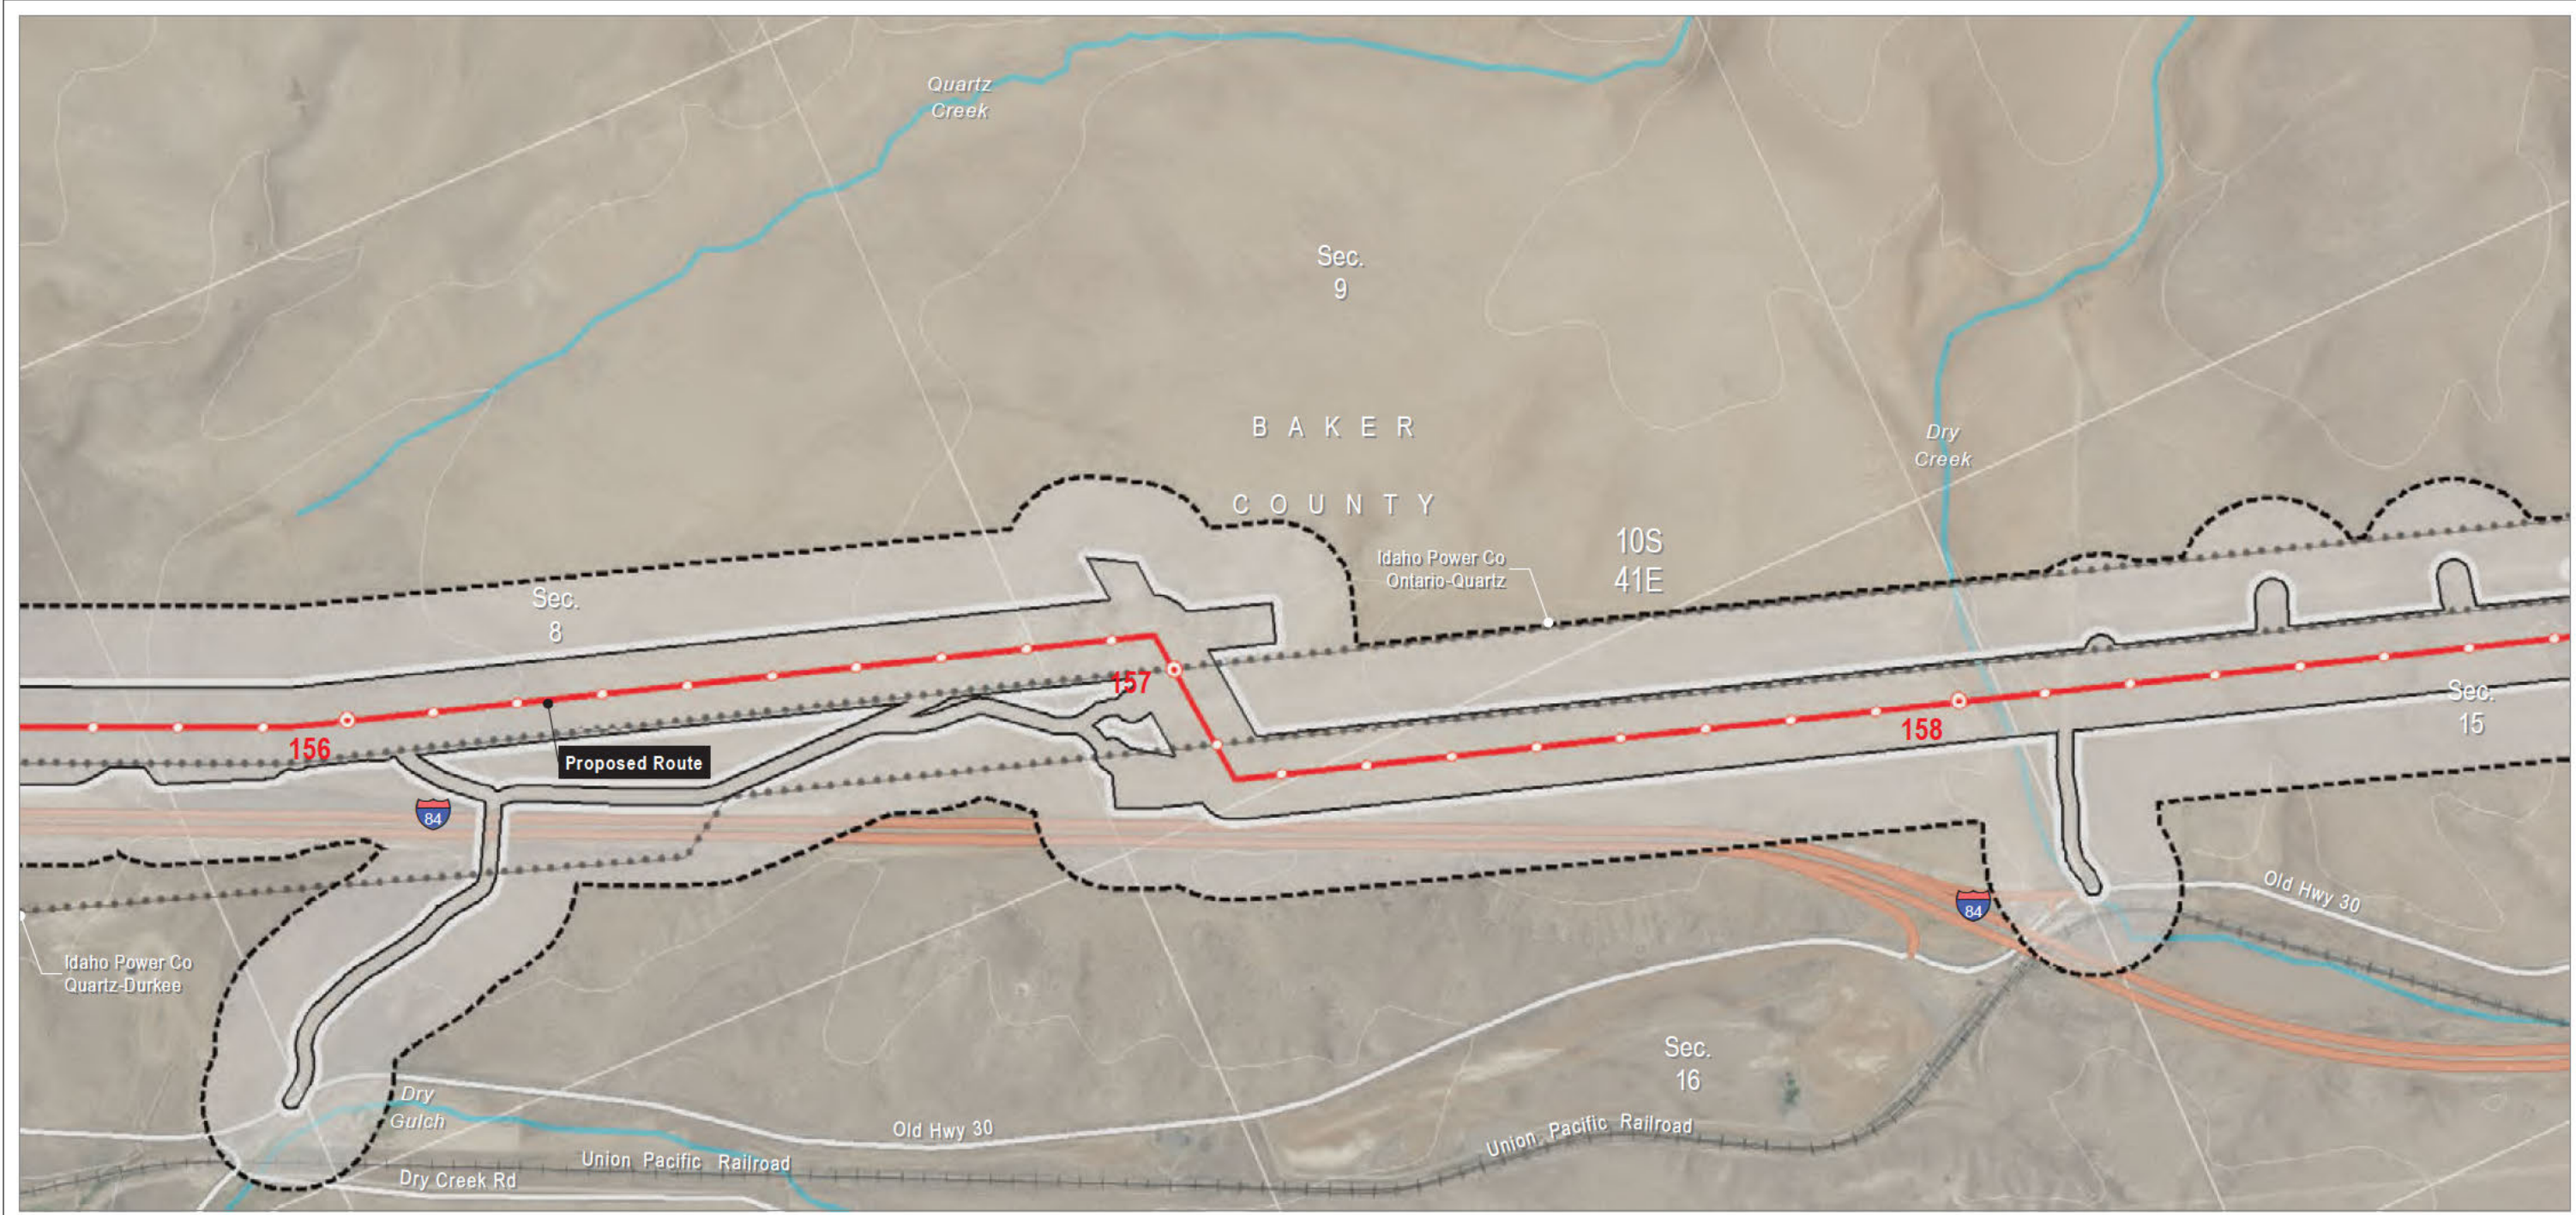 Quartz
Creek
Sec.
9
BAKER
COUNTY
Dry
Creek
10S
41E
Idaho Power Co
Ontario-Quartz
Sec.
8
157
156
Proposed Route
158
Sec.
15
84
84
Old Hwy 30
Idaho Power Co
Quartz-Durkee
Sec.
16
Dry
Gulch
Old Hwy 30
Union Pacific Railroad
Union Pacific Railroad
Dry Creek Rd